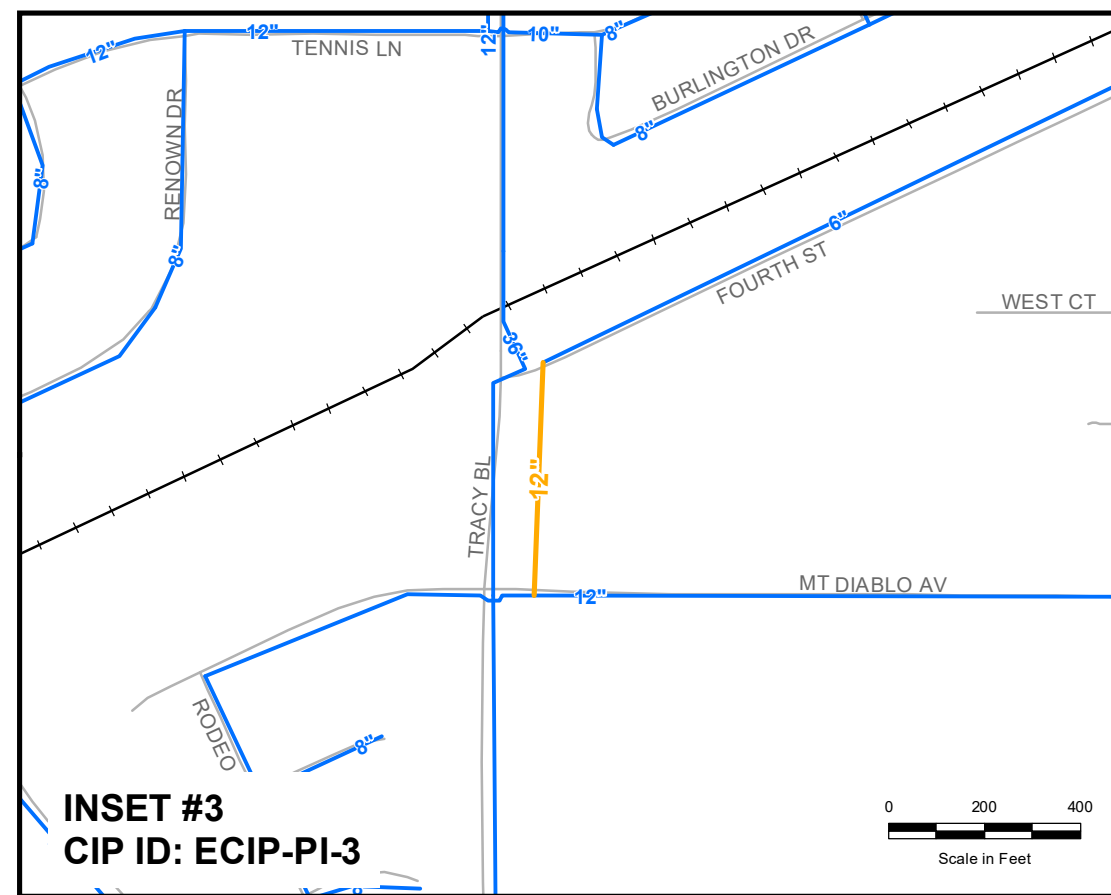 12"
12"
12"
10"
8"
TENNIS LN
BURLINGTON DR
RENOWN DR
8"
8"
8"
6"
FOURTH ST
WEST CT
36"
12"
TRACY BL
MT DIABLO AV
12"
RODEO
8"
INSET #3
CIP ID: ECIP-PI-3
0 200 400
Scale in Feet